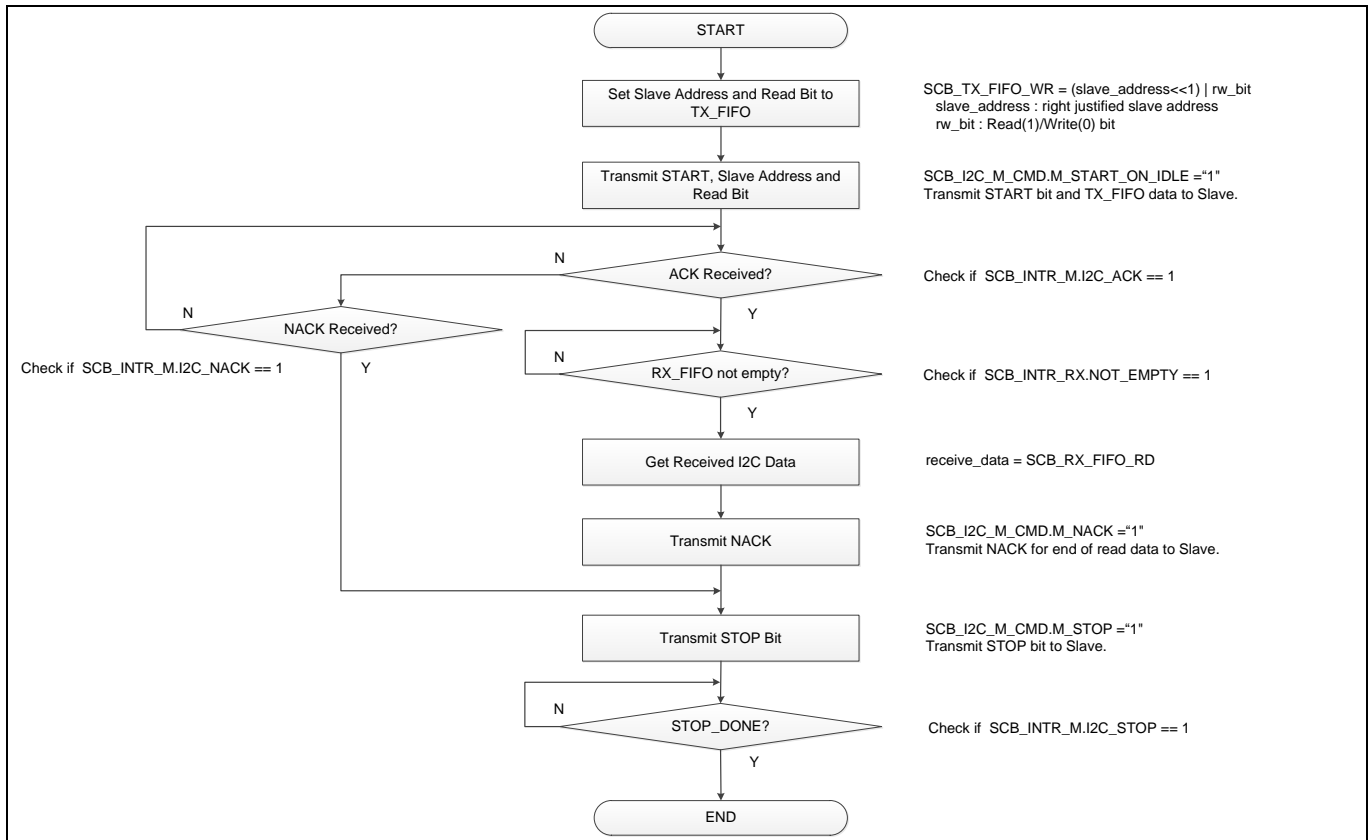 START
Set Slave Address and Read Bit to
TX_FIFO
SCB_TX_FIFO_WR = (slave_address<<1) | rw_bit
slave_address : right justified slave address
rw_bit : Read(1)/Write(0) bit
Transmit START, Slave Address and
Read Bit
SCB_I2C_M_CMD.M_START_ON_IDLE =“1"
Transmit START bit and TX_FIFO data to Slave.
N
ACK Received?
Check if SCB_INTR_M.I2C_ACK == 1
Y
N
NACK Received?
Check if SCB_INTR_M.I2C_NACK == 1
Y
N
RX_FIFO not empty?
Check if SCB_INTR_RX.NOT_EMPTY == 1
Y
Get Received I2C Data
receive_data = SCB_RX_FIFO_RD
Transmit NACK
SCB_I2C_M_CMD.M_NACK =“1"
Transmit NACK for end of read data to Slave.
Transmit STOP Bit
SCB_I2C_M_CMD.M_STOP =“1"
Transmit STOP bit to Slave.
N
STOP_DONE?
Check if SCB_INTR_M.I2C_STOP == 1
Y
END